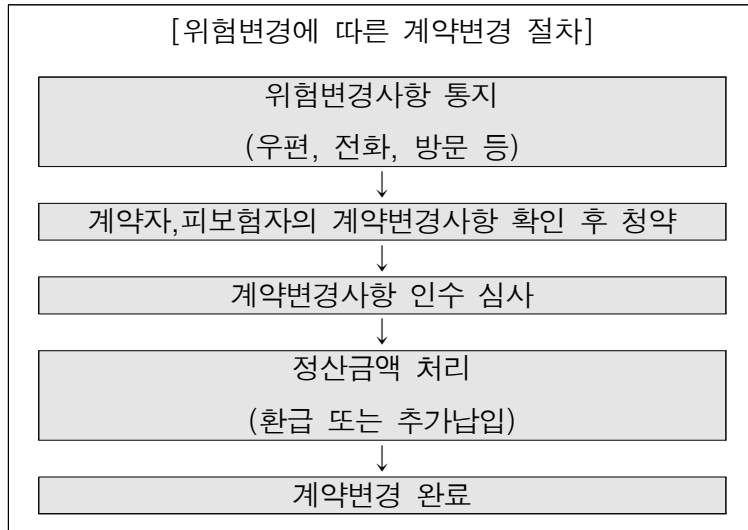 [위험변경에 따른 계약변경 절차]
위험변경사항 통지
(우편, 전화, 방문 등)
↓
계약자,피보험자의 계약변경사항 확인 후 청약
↓
계약변경사항 인수 심사
↓
정산금액 처리
(환급 또는 추가납입)
↓
계약변경 완료